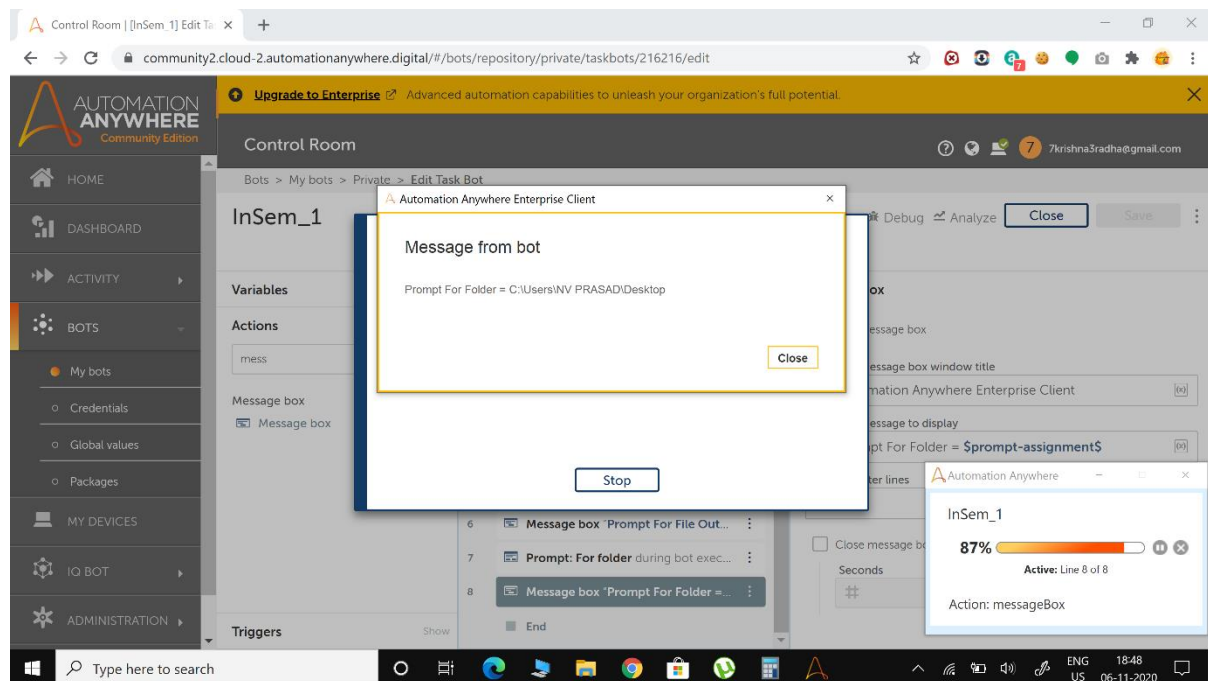 Control Room | [InSem_1] Edit Ta
community2.cloud-2.automationanywhere.digital/#/bots/repository/private/taskbots/216216/edit
7
AUTOMATION
ANYWHERE
Community Edition
Upgrade to Enterprise Advanced automation capabilities to unleash your organization's full potential.
Control Room
7 7krishna3radha@gmail.com
HOME
DASHBOARD
ACTIVITY
BOTS
My bots
Credentials
Global values
Packages
MY DEVICES
IQ BOT
ADMINISTRATION
Bots > My bots > Private > Edit Task Bot
InSem_1
Debug Analyze Close Save
Variables
Actions
mess
Message box
Message box
Triggers Show
Automation Anywhere Enterprise Client
Message from bot
Prompt For Folder = C:\Users\NV PRASAD\Desktop
Close
Stop
6 Message box "Prompt For File Out...
7 Prompt: For folder during bot exec...
8 Message box "Prompt For Folder =...
End
ox
essage box
essage box window title
mation Anywhere Enterprise Client
essage to display
mpt For Folder = $prompt-assignment$
ter lines
Close message bo
Seconds
#
Automation Anywhere
InSem_1
87%
Active: Line 8 of 8
Action: messageBox
Type here to search
ENG
US
18:48
06-11-2020